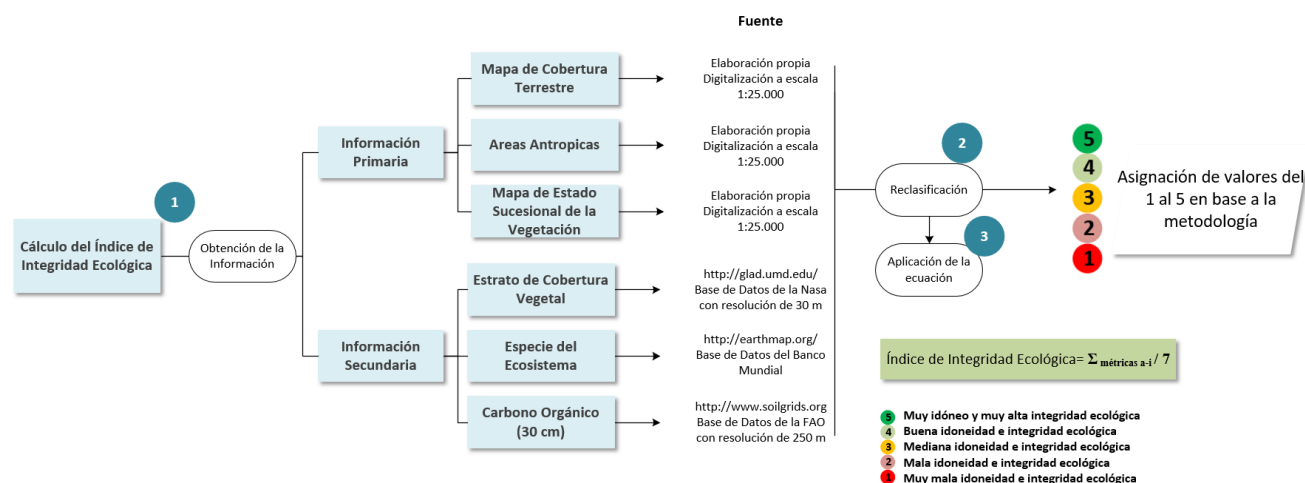 Fuente
Mapa de Cobertura
Terrestre
Elaboración propia
Digitalización a escala
1:25.000
Información
Primaria
Areas Antropicas
Elaboración propia
Digitalización a escala
1:25.000
Mapa de Estado
Sucesional de la
Vegetación
Elaboración propia
Digitalización a escala
1:25.000
1
Cálculo del Índice de
Integridad Ecológica
Obtención de la
Información
Estrato de Cobertura
Vegetal
http://glad.umd.edu/
Base de Datos de la Nasa
con resolución de 30 m
Información
Secundaria
Especie del
Ecosistema
http://earthmap.org/
Base de Datos del Banco
Mundial
Carbono Orgánico
(30 cm)
http://www.soilgrids.org
Base de Datos de la FAO
con resolución de 250 m
2
Reclasificación
3
Aplicación de la
ecuación
5
4
3
2
1
Asignación de valores del
1 al 5 en base a la
metodología
Índice de Integridad Ecológica= Σ métricas a-i / 7
5 Muy idóneo y muy alta integridad ecológica
4 Buena idoneidad e integridad ecológica
3 Mediana idoneidad e integridad ecológica
2 Mala idoneidad e integridad ecológica
1 Muy mala idoneidad e integridad ecológica